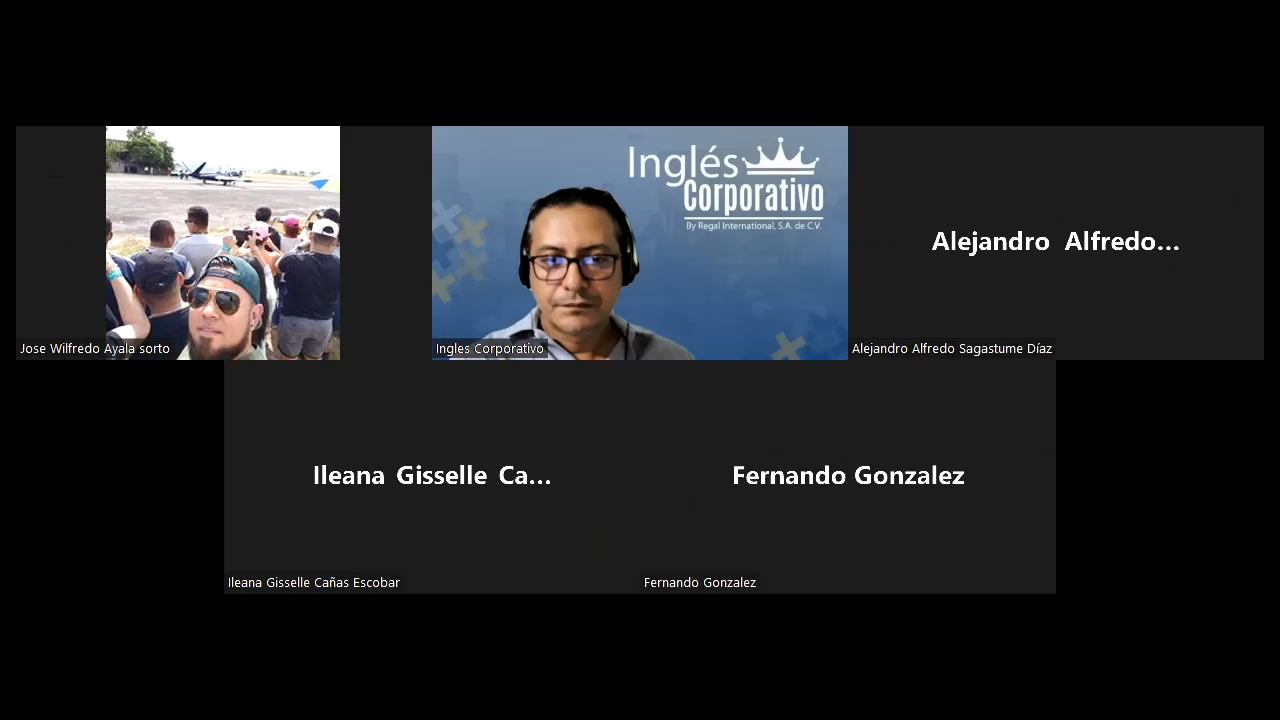 Inglés
Corporativo
By Regal International, S.A. de C.V.
Alejandro Alfredo...
Jose Wilfredo Ayala sorto
Ingles Corporativo
Alejandro Alfredo Sagastume Díaz
Ileana Gisselle Ca...
Fernando Gonzalez
Ileana Gisselle Cañas Escobar
Fernando Gonzalez